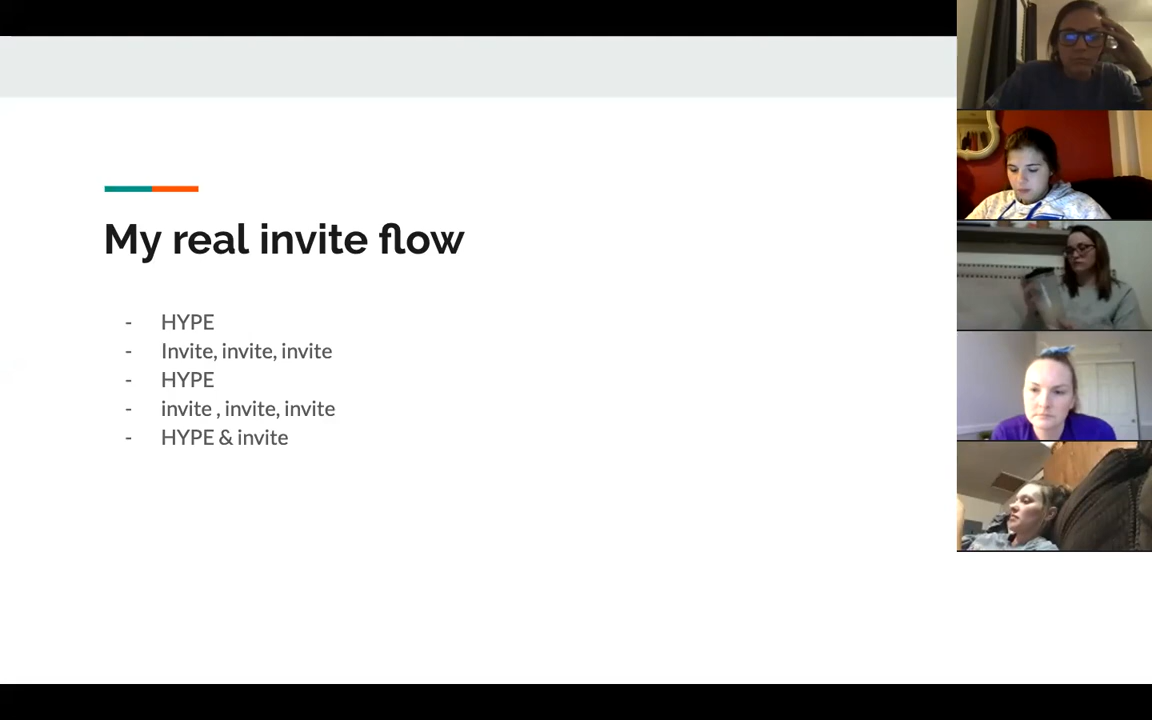 My real invite flow
- HYPE
- Invite, invite, invite
- HYPE
- invite , invite, invite
- HYPE & invite